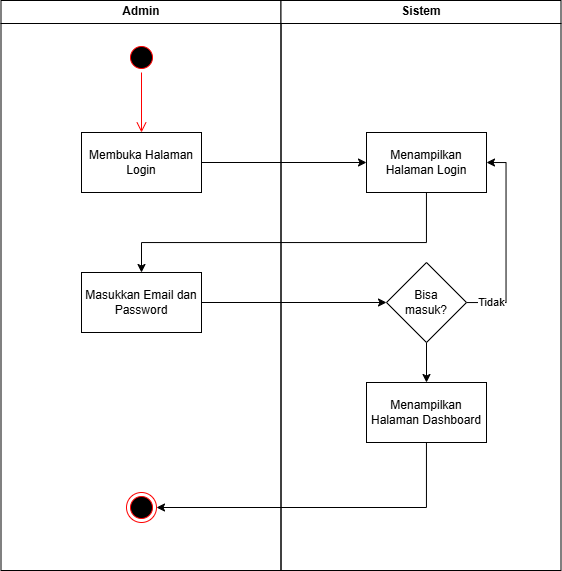 Admin
Sistem
Membuka Halaman
Login
Menampilkan
Halaman Login
Masukkan Email dan
Password
Bisa
masuk?
Tidak
Menampilkan
Halaman Dashboard